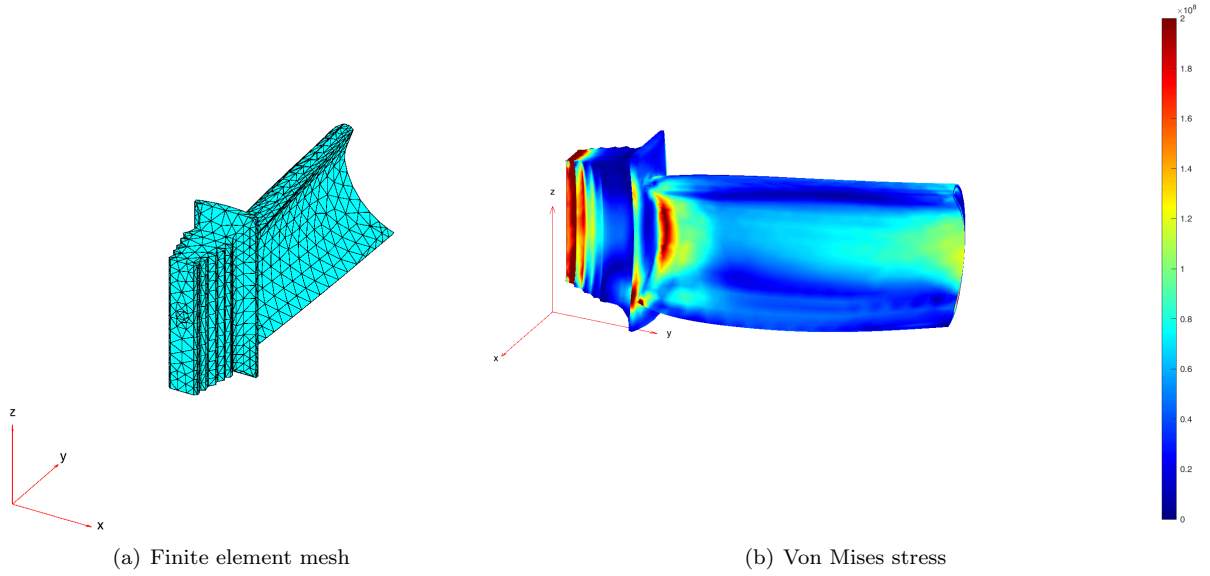 ×10⁸
2
1.8
1.6
1.4
1.2
1
0.8
0.6
0.4
0.2
0
z
y
x
z
y
x
(a) Finite element mesh
(b) Von Mises stress